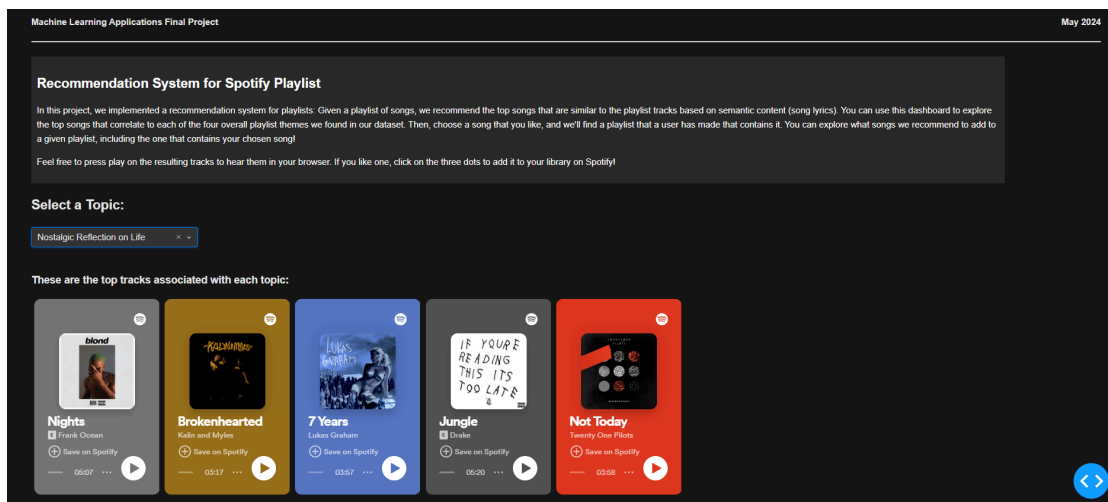 Machine Learning Applications Final Project May 2024
Recommendation System for Spotify Playlist
In this project, we implemented a recommendation system for playlists: Given a playlist of songs, we recommend the top songs that are similar to the playlist tracks based on semantic content (song lyrics). You can use this dashboard to explore
the top songs that correlate to each of the four overall playlist themes we found in our dataset. Then, choose a song that you like, and we'll find a playlist that a user has made that contains it. You can explore what songs we recommend to add to
a given playlist, including the one that contains your chosen song!
Feel free to press play on the resulting tracks to hear them in your browser. If you like one, click on the three dots to add it to your library on Spotify!
Select a Topic:
Nostalgic Reflection on Life
These are the top tracks associated with each topic:
blond
Nights
E Frank Ocean
Save on Spotify
05:07
Brokenhearted
Kalin and Myles
Save on Spotify
03:17
LUKAS
GRAHAM
7 Years
Lukas Graham
Save on Spotify
03:57
IF YOURE
READING
THIS ITS
TOO LATE
Jungle
E Drake
Save on Spotify
05:20
Not Today
Twenty One Pilots
Save on Spotify
03:58